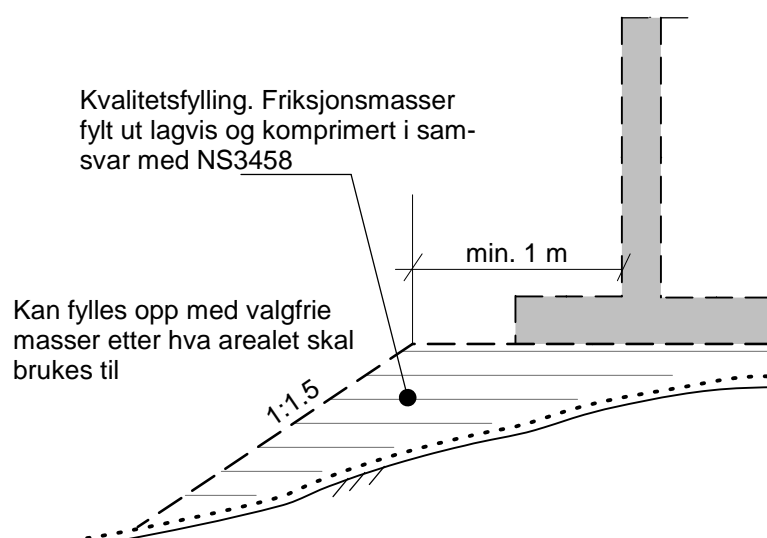 Kvalitetsfylling. Friksjonsmasser
fylt ut lagvis og komprimert i sam-
svar med NS3458
min. 1 m
Kan fylles opp med valgfrie
masser etter hva arealet skal
brukes til
1:1.5